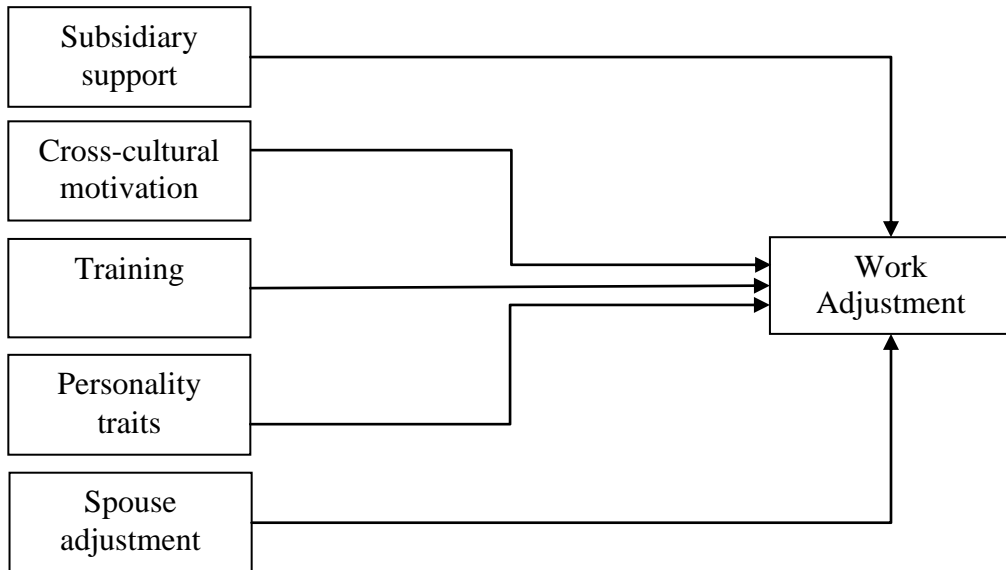 Subsidiary
support
Cross-cultural
motivation
Training
Work
Adjustment
Personality
traits
Spouse
adjustment